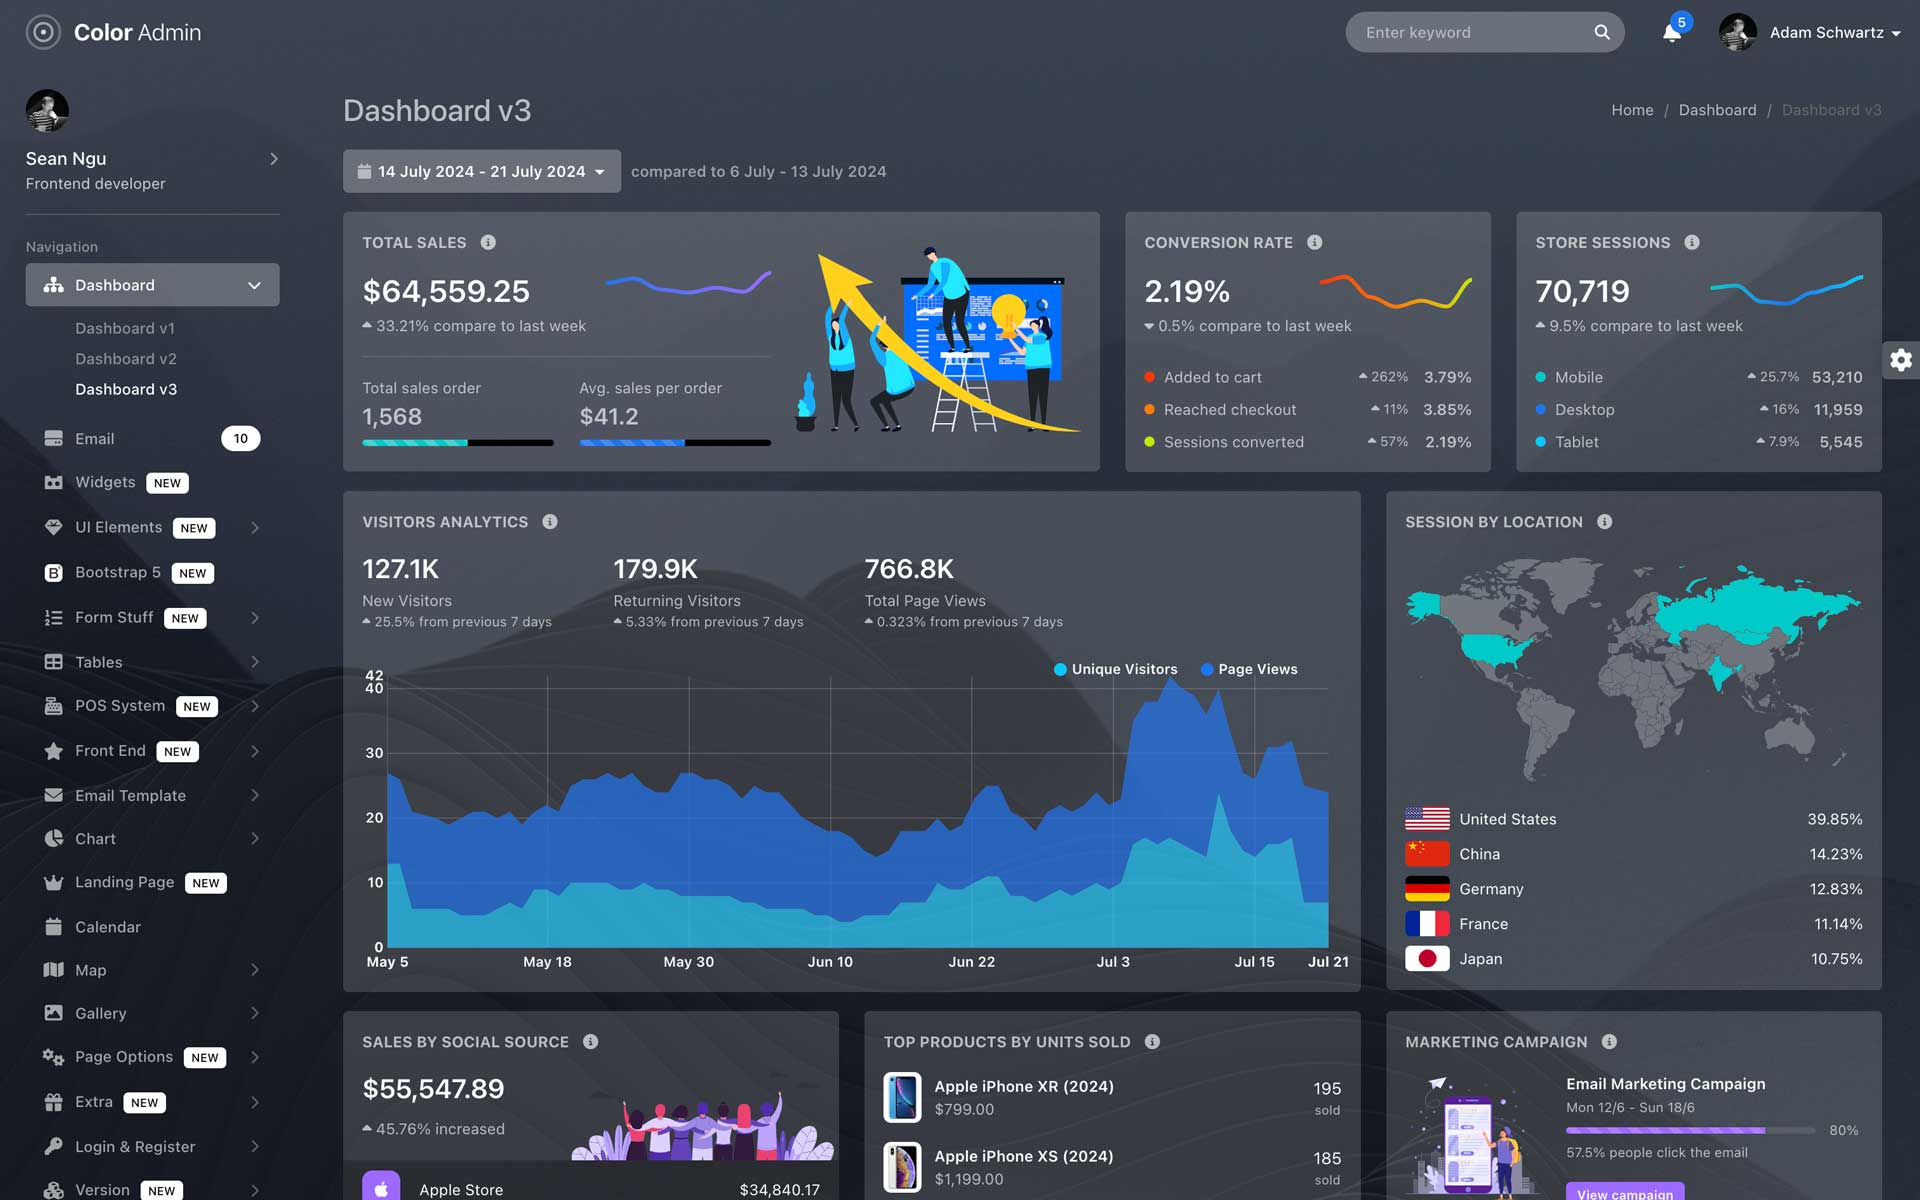 Color Admin
Enter keyword
5
Adam Schwartz
Sean Ngu
Frontend developer
Navigation
Dashboard
Dashboard v1
Dashboard v2
Dashboard v3
Email 10
Widgets NEW
UI Elements NEW
Bootstrap 5 NEW
Form Stuff NEW
Tables
POS System NEW
Front End NEW
Email Template
Chart
Landing Page NEW
Calendar
Map
Gallery
Page Options NEW
Extra NEW
Login & Register
Version NEW
Dashboard v3
Home / Dashboard / Dashboard v3
14 July 2024 - 21 July 2024
compared to 6 July - 13 July 2024
TOTAL SALES
$64,559.25
33.21% compare to last week
Total sales order
1,568
Avg. sales per order
$41.2
CONVERSION RATE
2.19%
0.5% compare to last week
Added to cart 262% 3.79%
Reached checkout 11% 3.85%
Sessions converted 57% 2.19%
STORE SESSIONS
70,719
9.5% compare to last week
Mobile 25.7% 53,210
Desktop 16% 11,959
Tablet 7.9% 5,545
VISITORS ANALYTICS
127.1K
New Visitors
25.5% from previous 7 days
179.9K
Returning Visitors
5.33% from previous 7 days
766.8K
Total Page Views
0.323% from previous 7 days
Unique Visitors Page Views
42
40
30
20
10
0
May 5 May 18 May 30 Jun 10 Jun 22 Jul 3 Jul 15 Jul 21
SESSION BY LOCATION
United States 39.85%
China 14.23%
Germany 12.83%
France 11.14%
Japan 10.75%
SALES BY SOCIAL SOURCE
$55,547.89
45.76% increased
Apple Store $34,840.17
TOP PRODUCTS BY UNITS SOLD
Apple iPhone XR (2024) 195
$799.00 sold
Apple iPhone XS (2024) 185
$1,199.00 sold
MARKETING CAMPAIGN
Email Marketing Campaign
Mon 12/6 - Sun 18/6
80%
57.5% people click the email
View campaign